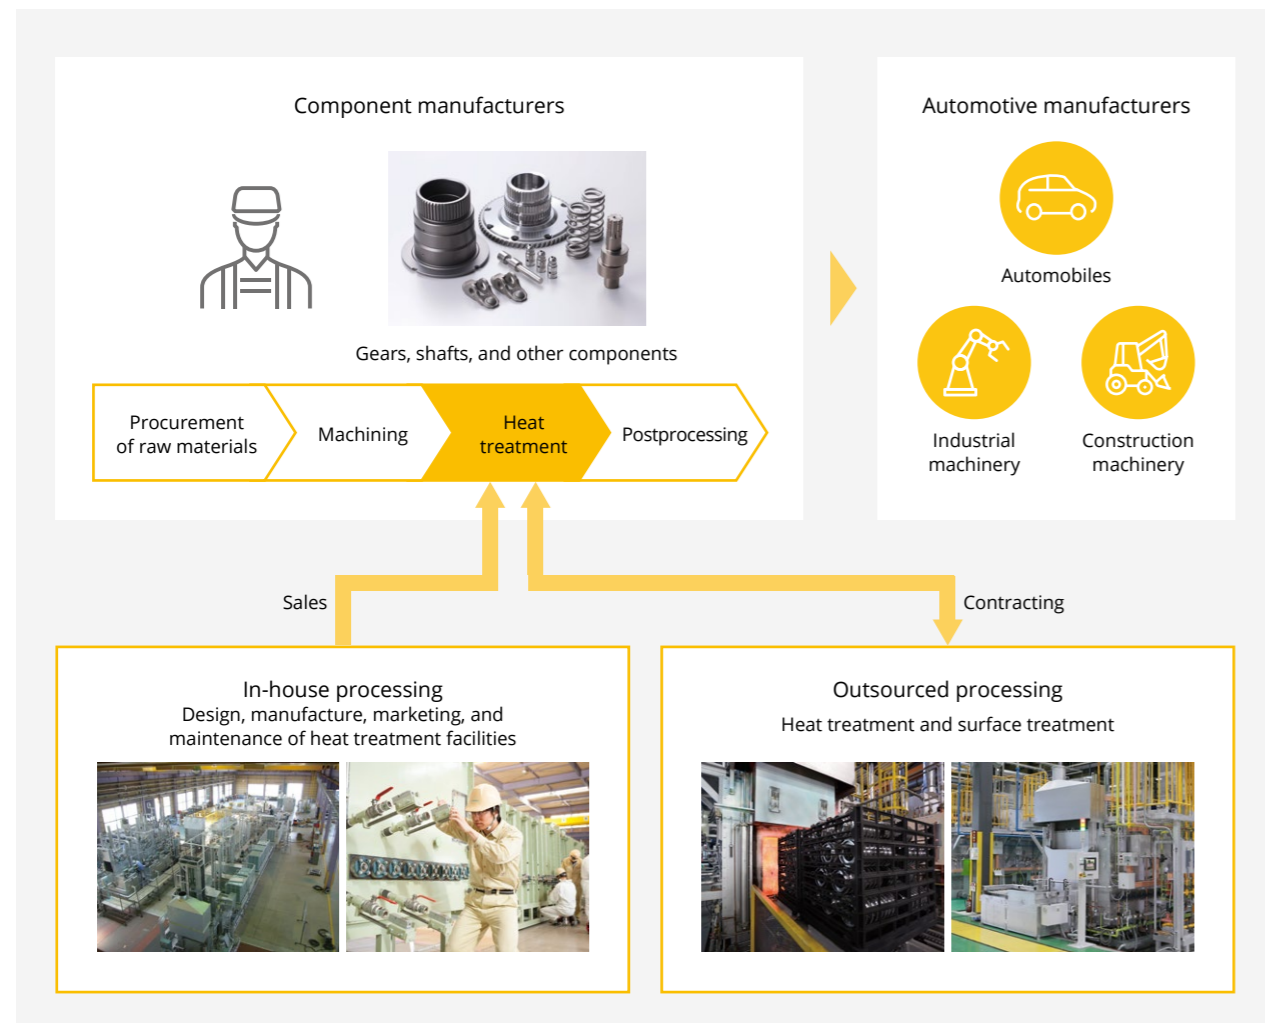 Component manufacturers
Gears, shafts, and other components
Procurement
of raw materials
Machining
Heat
treatment
Postprocessing
Automotive manufacturers
Automobiles
Industrial
machinery
Construction
machinery
Sales
Contracting
In-house processing
Design, manufacture, marketing, and
maintenance of heat treatment facilities
Outsourced processing
Heat treatment and surface treatment